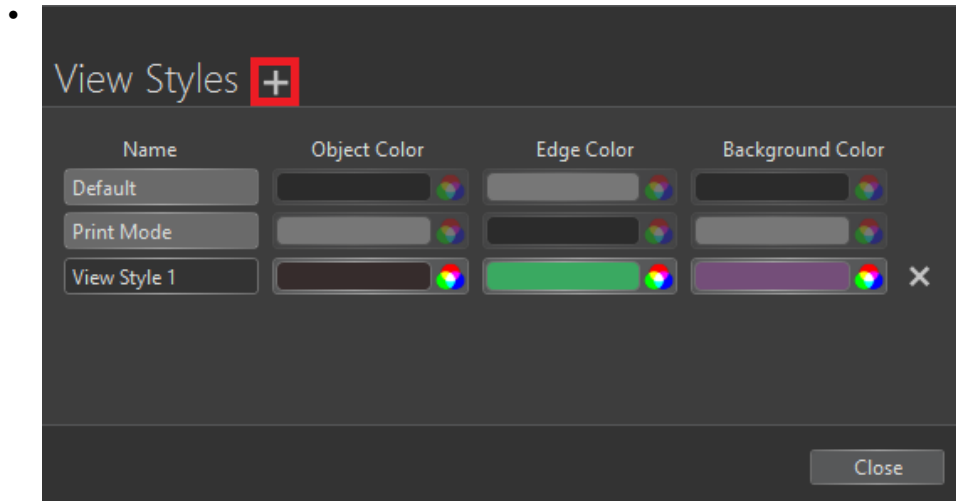 View Styles +
Name Object Color Edge Color Background Color
Default
Print Mode
View Style 1
Close